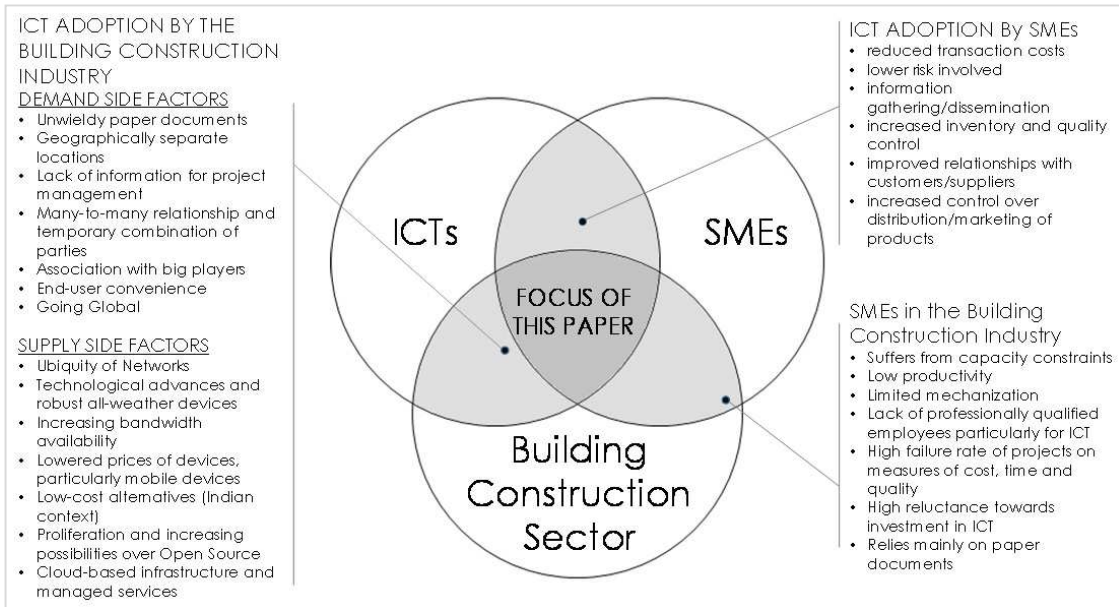 ICT ADOPTION BY THE
BUILDING CONSTRUCTION
INDUSTRY
DEMAND SIDE FACTORS
• Unwieldy paper documents
• Geographically separate
locations
• Lack of information for project
management
• Many-to-many relationship and
temporary combination of
parties
• Association with big players
• End-user convenience
• Going Global
SUPPLY SIDE FACTORS
• Ubiquity of Networks
• Technological advances and
robust all-weather devices
• Increasing bandwidth
availability
• Lowered prices of devices,
particularly mobile devices
• Low-cost alternatives (Indian
context)
• Proliferation and increasing
possibilities over Open Source
• Cloud-based infrastructure and
managed services
ICTs
SMEs
FOCUS OF
THIS PAPER
Building
Construction
Sector
ICT ADOPTION By SMEs
• reduced transaction costs
• lower risk involved
• information
gathering/dissemination
• increased inventory and quality
control
• improved relationships with
customers/suppliers
• increased control over
distribution/marketing of
products
SMEs in the Building
Construction Industry
• Suffers from capacity constraints
• Low productivity
• Limited mechanization
• Lack of professionally qualified
employees particularly for ICT
• High failure rate of projects on
measures of cost, time and
quality
• High reluctance towards
investment in ICT
• Relies mainly on paper
documents